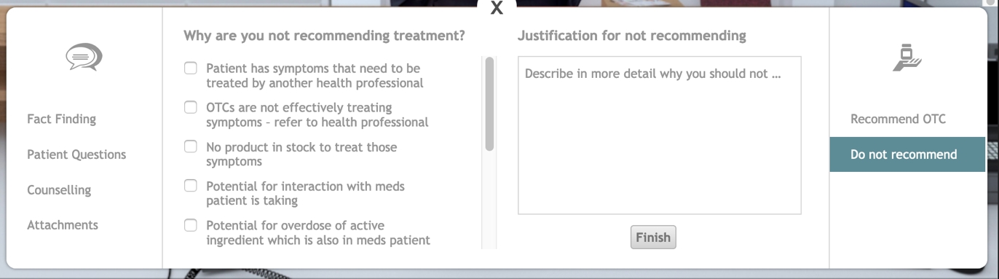 X
Fact Finding
Patient Questions
Counselling
Attachments
Why are you not recommending treatment?
Patient has symptoms that need to be
treated by another health professional
OTCs are not effectively treating
symptoms - refer to health professional
No product in stock to treat those
symptoms
Potential for interaction with meds
patient is taking
Potential for overdose of active
ingredient which is also in meds patient
Justification for not recommending
Describe in more detail why you should not ...
Finish
Recommend OTC
Do not recommend